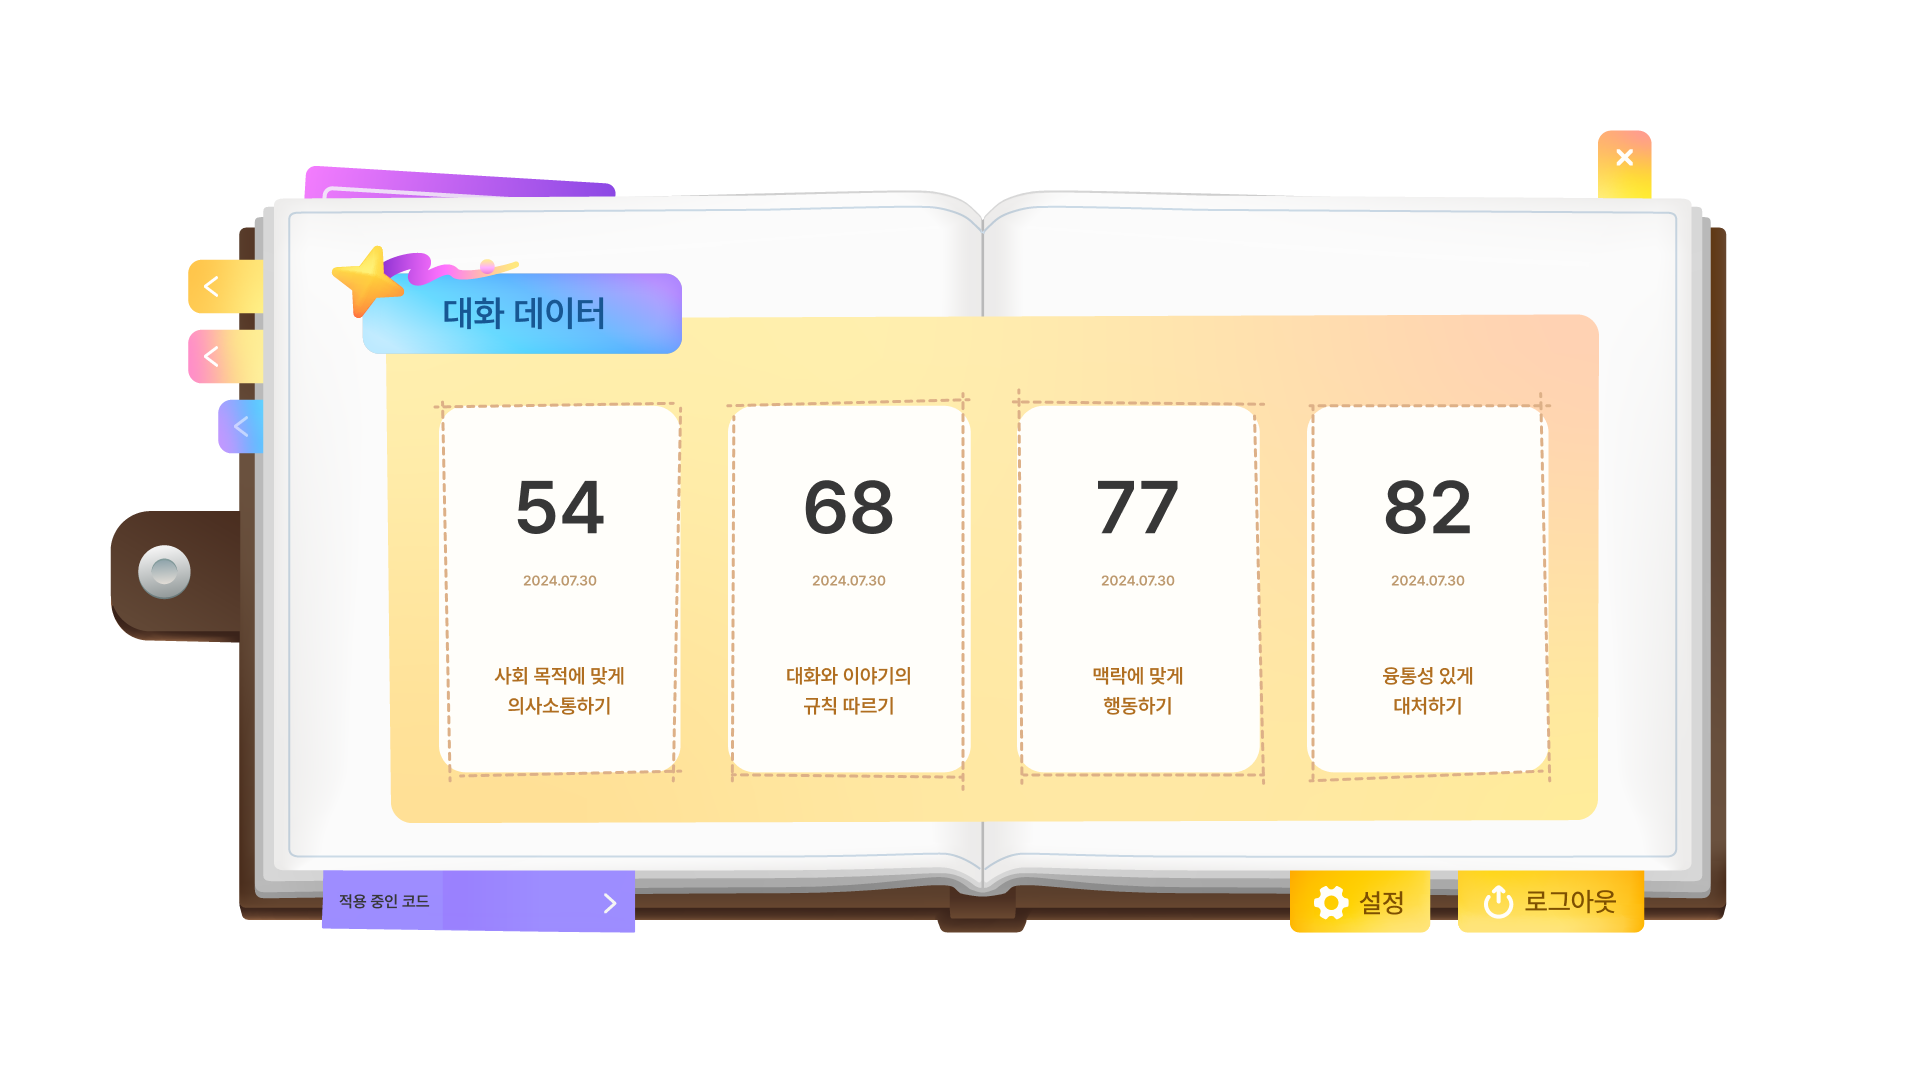 대화 데이터
54
2024.07.30
사회 목적에 맞게
의사소통하기
68
2024.07.30
대화와 이야기의
규칙 따르기
77
2024.07.30
맥락에 맞게
행동하기
82
2024.07.30
융통성 있게
대처하기
적용 중인 코드
설정
로그아웃